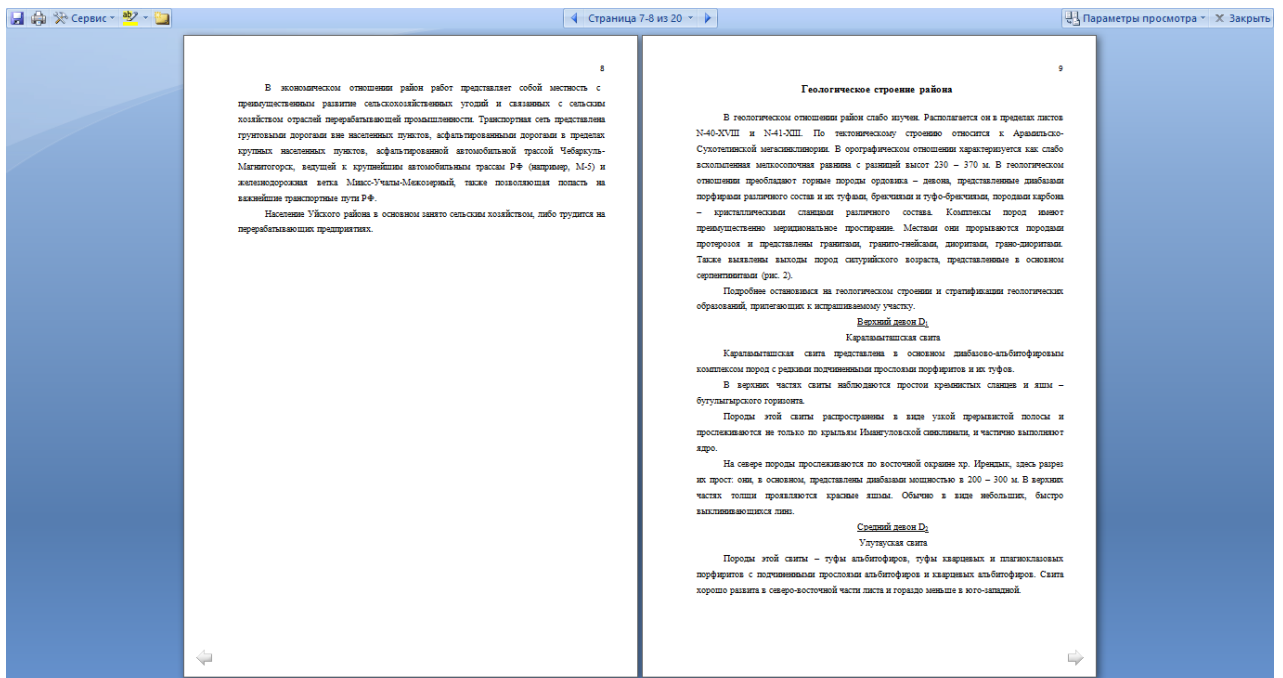 Сервис
Страница 7-8 из 20
Параметры просмотра
Закрыть
8
В экономическом отношении район работ представляет собой местность с
преимущественным развитие сельскохозяйственных угодий и связанных с сельским
хозяйством отраслей перерабатывающей промышленности. Транспортная сеть представлена
грунтовыми дорогами вне населенных пунктов, асфальтированными дорогами в пределах
крупных населенных пунктов, асфальтированной автомобильной трассой Чебаркуль-
Магнитогорск, ведущей к крупнейшим автомобильным трассам РФ (например, М-5) и
железнодорожная ветка Миасс-Учалы-Межозерный, также позволяющая попасть на
важнейшие транспортные пути РФ.
Население Уйского района в основном занято сельским хозяйством, либо трудится на
перерабатывающих предприятиях.
9
Геологическое строение района
В геологическом отношении район слабо изучен. Располагается он в пределах листов
N-40-XVIII и N-41-XIII. По тектоническому строению относится к Арамильско-
Сухотелинской мегасинклинории. В орографическом отношении характеризуется как слабо
всхолмленная мелкосопочная равнина с разницей высот 230 – 370 м. В геологическом
отношении преобладают горные породы ордовика – девона, представленные диабазами
порфирами различного состав и их туфами, брекчиями и туфо-брекчиями, породами карбона
– кристаллическими сланцами различного состава. Комплексы пород имеют
преимущественно меридиональное простирание. Местами они прорываются породами
протерозоя и представлены гранитами, гранито-гнейсами, диоритами, грано-диоритами.
Также выявлены выходы пород силурийского возраста, представленные в основном
серпентинитами (рис. 2).
Подробнее остановимся на геологическом строении и стратификации геологических
образований, прилегающих к испрашиваемому участку.
Верхний девон D1
Караламыташская свита
Караламыташская свита представлена в основном диабазово-альбитофировым
комплексом пород с редкими подчиненными прослоями порфиритов и их туфов.
В верхних частях свиты наблюдаются простои кремнистых сланцев и яшм –
бугулыгырского горизонта.
Породы этой свиты распространены в виде узкой прерывистой полосы и
прослеживаются не только по крыльям Имангуловской синклинали, и частично выполняют
ядро.
На севере породы прослеживаются по восточной окраине хр. Ирендык, здесь разрез
их прост: они, в основном, представлены диабазами мощностью в 200 – 300 м. В верхних
частях толщи проявляются красные яшмы. Обычно в виде небольших, быстро
выклинивающихся линз.
Средний девон D2
Улутауская свита
Породы этой свиты – туфы альбитофиров, туфы кварцевых и плагиоклазовых
порфиритов с подчиненными прослоями альбитофиров и кварцевых альбитофиров. Свита
хорошо развита в северо-восточной части листа и гораздо меньше в юго-западной.